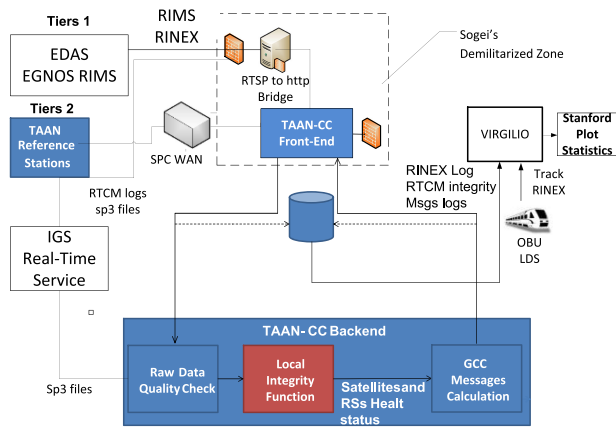 Tiers 1
EDAS
EGNOS RIMS
RIMS
RINEX
RTSP to http
Bridge
Sogei’s
Demilitarized Zone
Tiers 2
TAAN
Reference
Stations
SPC WAN
TAAN-CC
Front-End
VIRGILIO
Stanford
Plot
Statistics
RTCM logs
sp3 files
RINEX Log
RTCM integrity
Msgs logs
Track
RINEX
OBU
LDS
IGS
Real-Time
Service
TAAN- CC Backend
Sp3 files
Raw Data
Quality Check
Local
Integrity
Function
Satellitesand
RSs Healt
status
GCC
Messages
Calculation